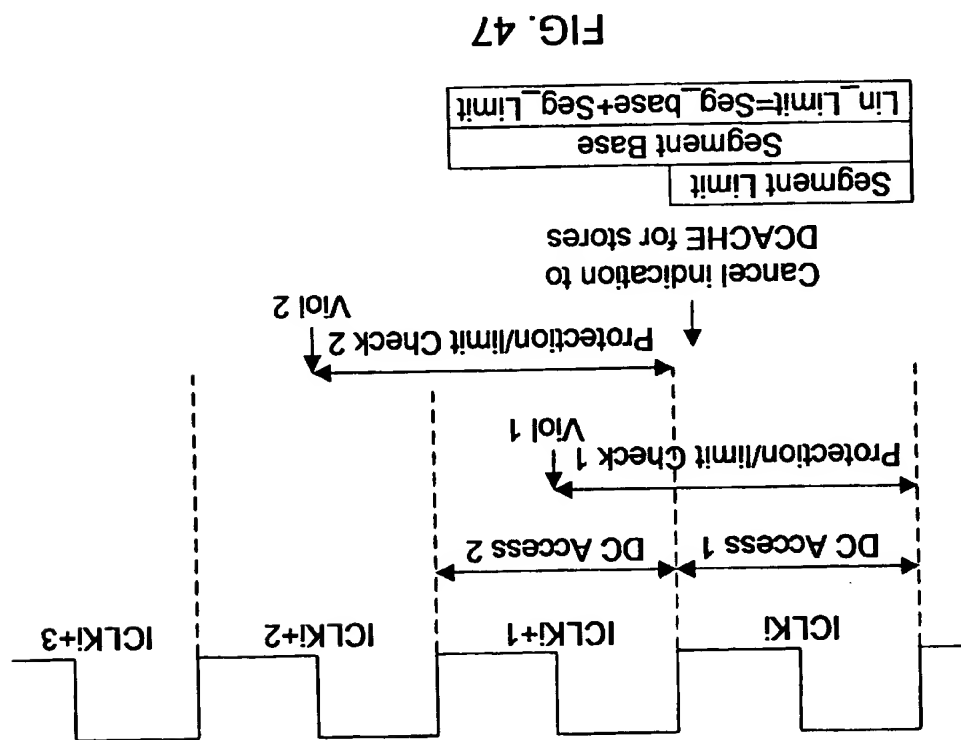 ICLKi ICLKi+1 ICLKi+2 ICLKi+3
DC Access 1 DC Access 2
Protection/limit Check 1
Viol 1
Protection/limit Check 2
Viol 2
Cancel indication to
DCACHE for stores
Segment Limit
Segment Base
Lin_Limit=Seg_base+Seg_Limit
FIG. 47